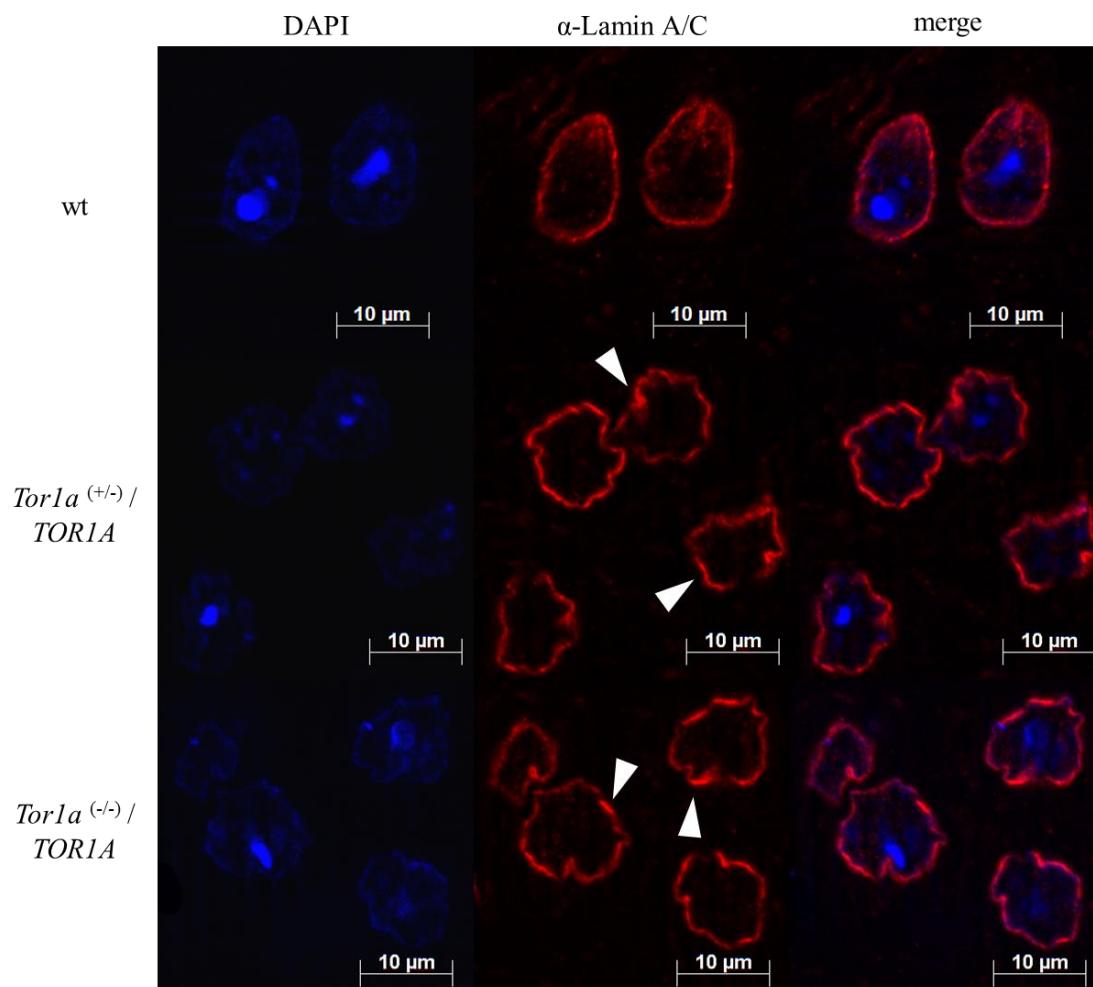 DAPI
α-Lamin A/C
merge
wt
10 µm
10 µm
10 µm
Tor1a (+/-) /
TOR1A
10 µm
10 µm
10 µm
Tor1a (-/-) /
TOR1A
10 µm
10 µm
10 µm